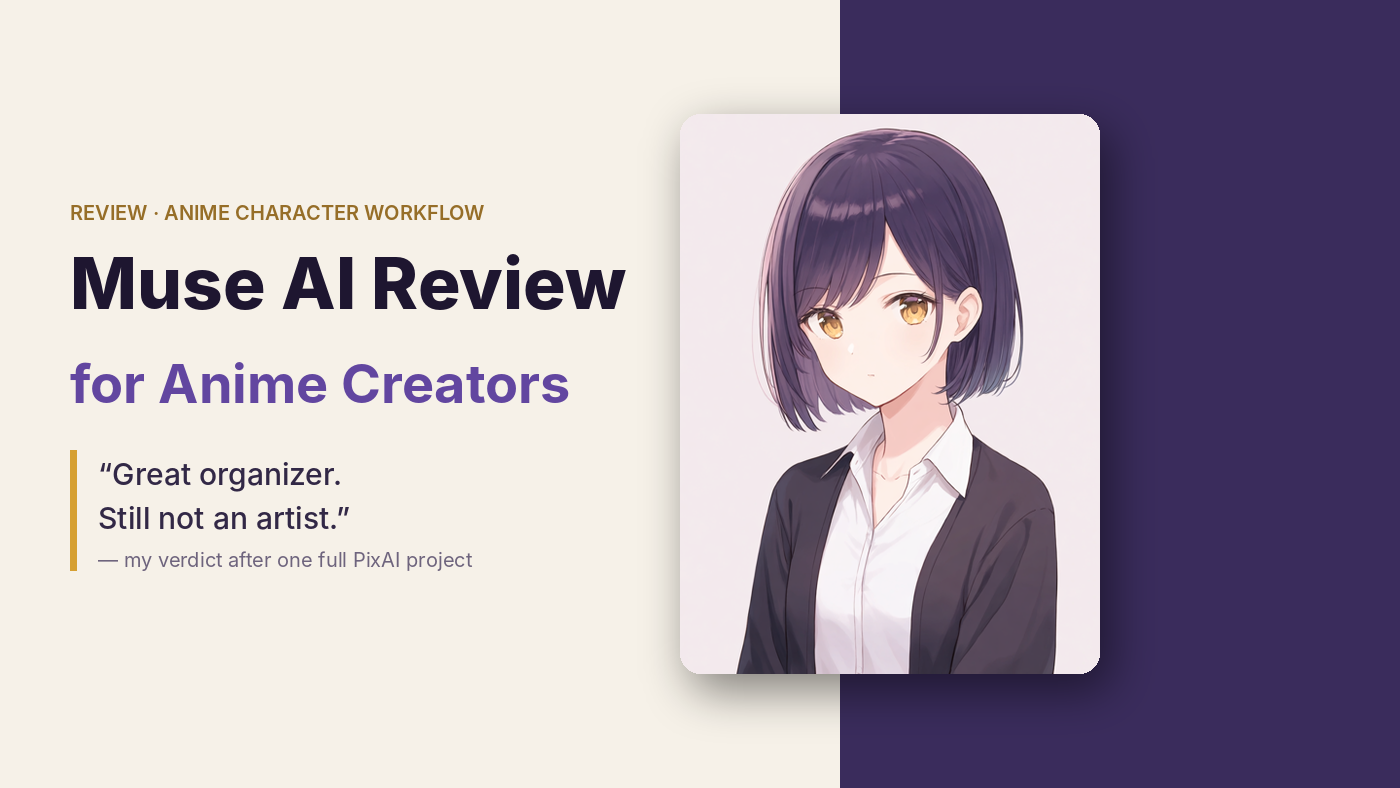 REVIEW · ANIME CHARACTER WORKFLOW
Muse AI Review
for Anime Creators
“Great organizer.
Still not an artist.”
— my verdict after one full PixAI project